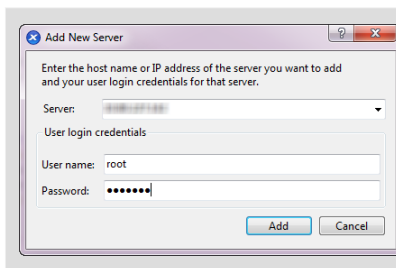 Add New Server
Enter the host name or IP address of the server you want to add
and your user login credentials for that server.
Server:
User login credentials
User name: root
Password: •••••••
Add Cancel